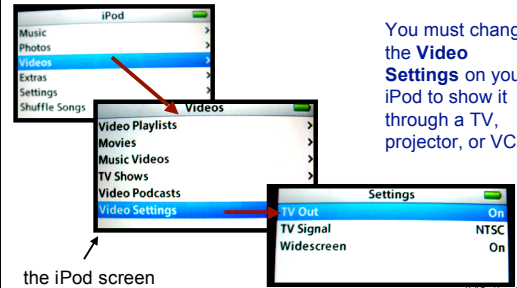 iPod
Music
Photos
Videos
Extras
Settings
Shuffle Songs
Videos
Video Playlists
Movies
Music Videos
TV Shows
Video Podcasts
Video Settings
Settings
TV Out On
TV Signal NTSC
Widescreen On
You must chang
the Video
Settings on you
iPod to show it
through a TV,
projector, or VC
the iPod screen